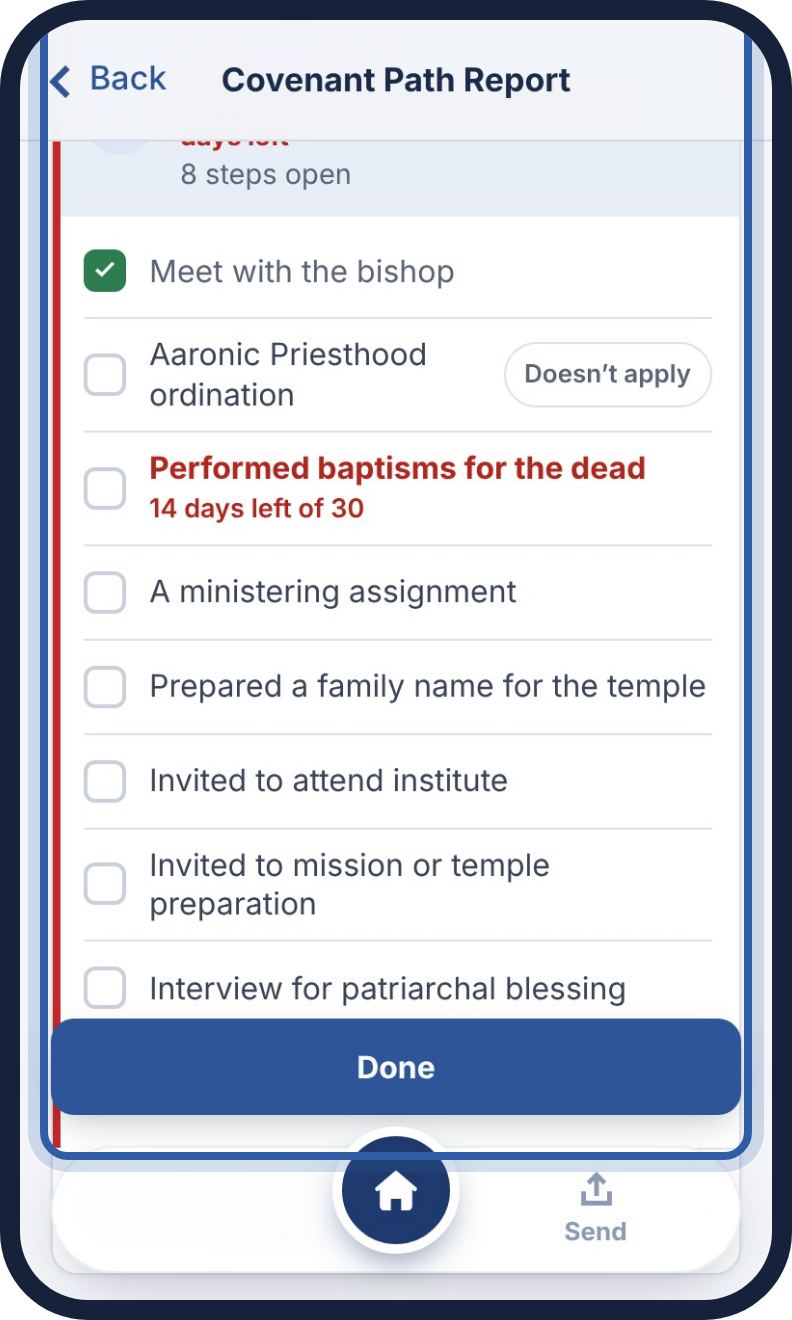 Back
Covenant Path Report
days left
8 steps open
Meet with the bishop
Aaronic Priesthood
ordination
Doesn’t apply
Performed baptisms for the dead
14 days left of 30
A ministering assignment
Prepared a family name for the temple
Invited to attend institute
Invited to mission or temple
preparation
Interview for patriarchal blessing
Done
Send